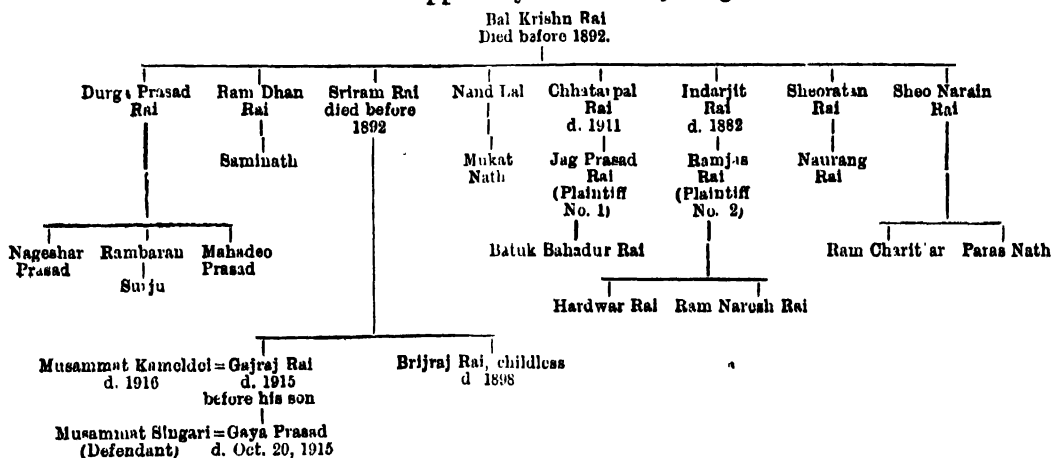 Bal Krishn Rai
Died bafore 1892.
Durga Prasad Rai
Ram Dhan Rai
Sriram Rai died before 1892
Nand Lal
Chhatarpal Rai d. 1911
Indarjit Rai d. 1882
Sheoratan Rai
Sheo Narain Rai
Saminath
Mukat Nath
Jag Prasad Rai (Plaintiff No. 1)
Ramjas Rai (Plaintiff No. 2)
Naurang Rai
Nageshar Prasad
Rambaran
Mahadeo Prasad
Batuk Bahadur Rai
Ram Charitar
Paras Nath
Surju
Hardwar Rai
Ram Naresh Rai
Musammat Kameldei = Gajraj Rai
d. 1916
d. 1915
before his son
Brijraj Rai, childless
d 1898
Musammat Singari = Gaya Prasad
(Defendant)
d. Oct. 20, 1915